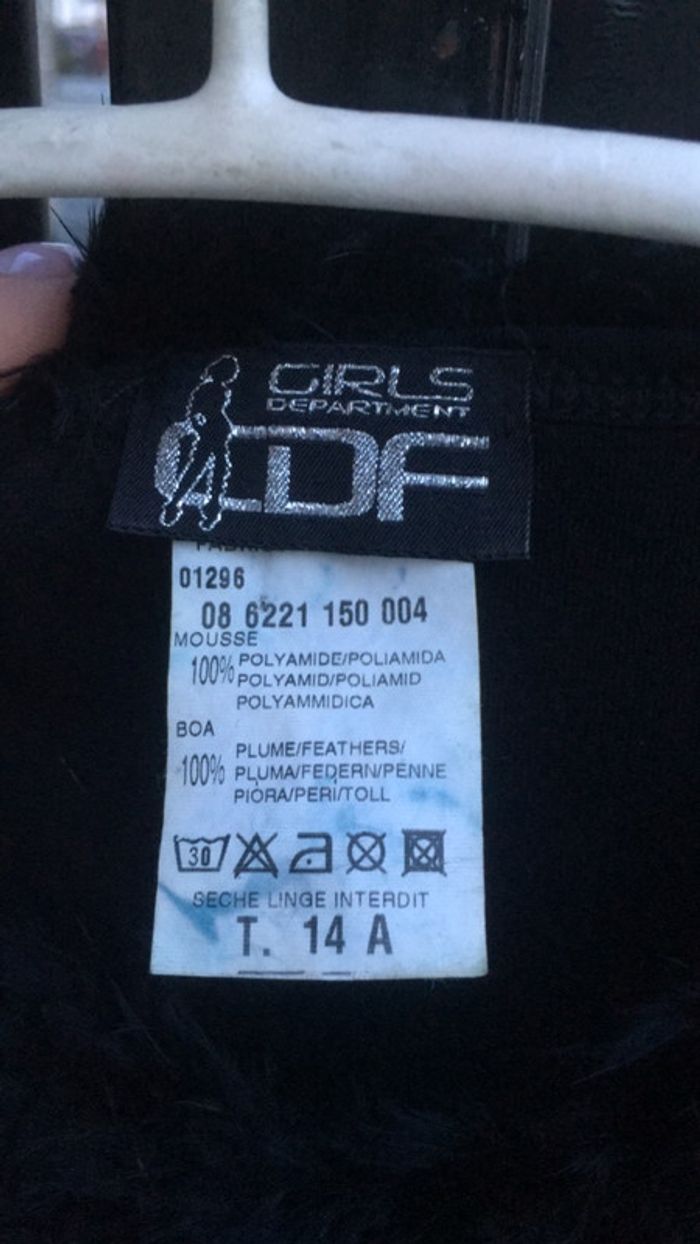 GIRLS
DEPARTMENT
CDF
01296
08 6221 150 004
MOUSSE
100% POLYAMIDE/POLIAMIDA
POLYAMID/POLIAMID
POLYAMMIDICA
BOA
100% PLUME/FEATHERS/
PLUMA/FEDERN/PENNE
PIÓRA/PERI/TOLL
30
SECHE LINGE INTERDIT
T. 14 A